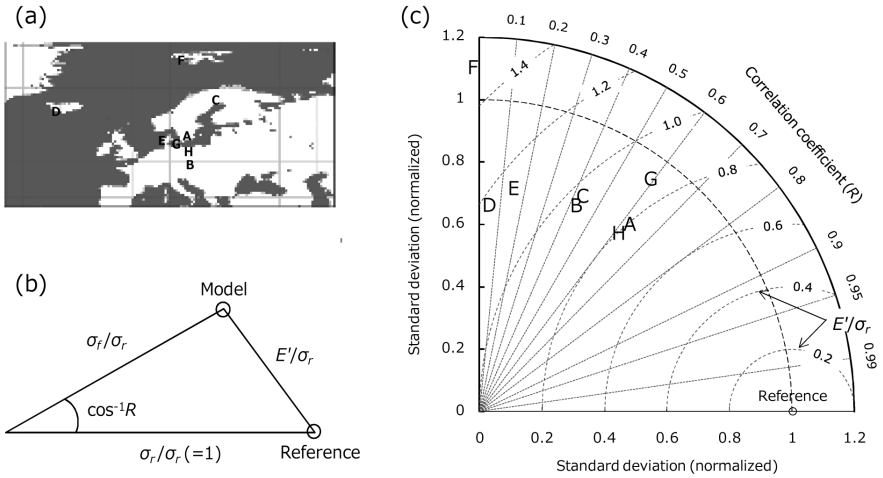 (a)
F
C
D
A
E
G
H
B
(b)
Model
σf/σr
E'/σr
cos⁻¹R
σr/σr (=1)
Reference
(c)
Standard deviation (normalized)
1.2
1
0.8
0.6
0.4
0.2
0
0.1
0.2
0.3
0.4
0.5
0.6
0.7
0.8
0.9
0.95
0.99
Correlation coefficient (R)
F
1.4
1.2
1.0
0.8
0.6
0.4
0.2
D
E
C
B
G
A
H
E'/σr
Reference
0
0.2
0.4
0.6
0.8
1
1.2
Standard deviation (normalized)